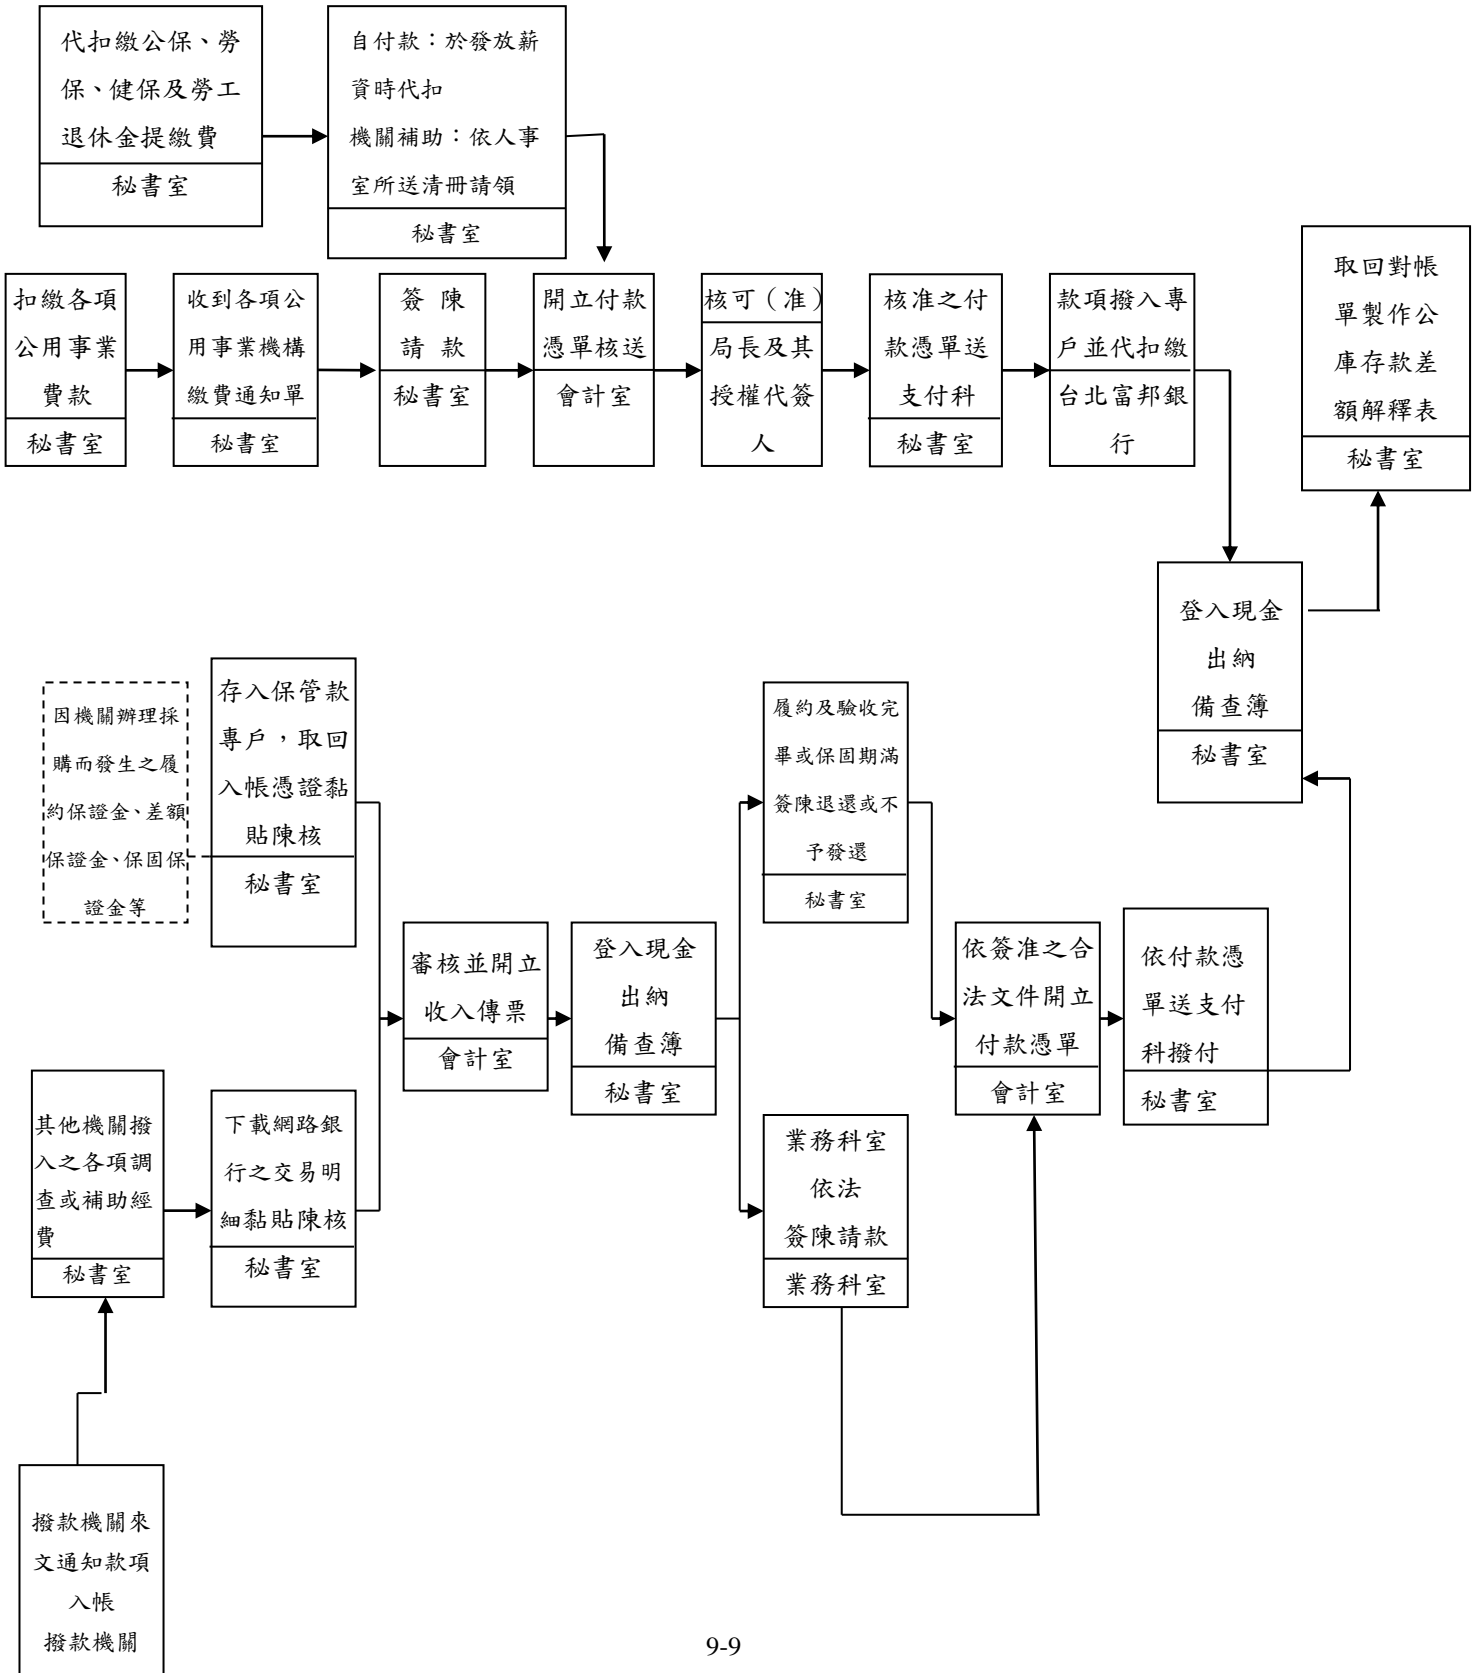 代扣繳公保、勞
保、健保及勞工
退休金提繳費
秘書室
自付款：於發放薪
資時代扣
機關補助：依人事
室所送清冊請領
秘書室
扣繳各項
公用事業
費款
秘書室
收到各項公
用事業機構
繳費通知單
秘書室
簽 陳
請 款
秘書室
開立付款
憑單核送
會計室
核可（准）
局長及其
授權代簽
人
核准之付
款憑單送
支付科
秘書室
款項撥入專
戶並代扣繳
台北富邦銀
行
取回對帳
單製作公
庫存款差
額解釋表
秘書室
登入現金
出納
備查簿
秘書室
因機關辦理採
購而發生之履
約保證金、差額
保證金、保固保
證金等
存入保管款
專戶，取回
入帳憑證黏
貼陳核
秘書室
審核並開立
收入傳票
會計室
登入現金
出納
備查簿
秘書室
履約及驗收完
畢或保固期滿
簽陳退還或不
予發還
秘書室
依簽准之合
法文件開立
付款憑單
會計室
依付款憑
單送支付
科撥付
秘書室
其他機關撥
入之各項調
查或補助經
費
秘書室
下載網路銀
行之交易明
細黏貼陳核
秘書室
業務科室
依法
簽陳請款
業務科室
撥款機關來
文通知款項
入帳
撥款機關
9-9